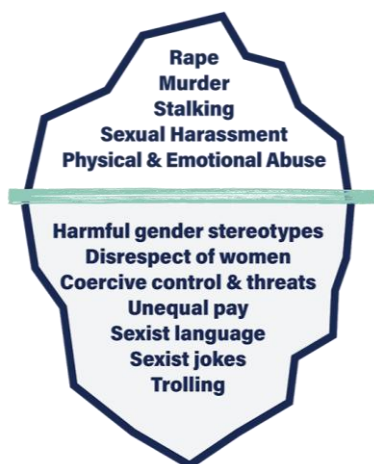 Rape
Murder
Stalking
Sexual Harassment
Physical & Emotional Abuse
Harmful gender stereotypes
Disrespect of women
Coercive control & threats
Unequal pay
Sexist language
Sexist jokes
Trolling